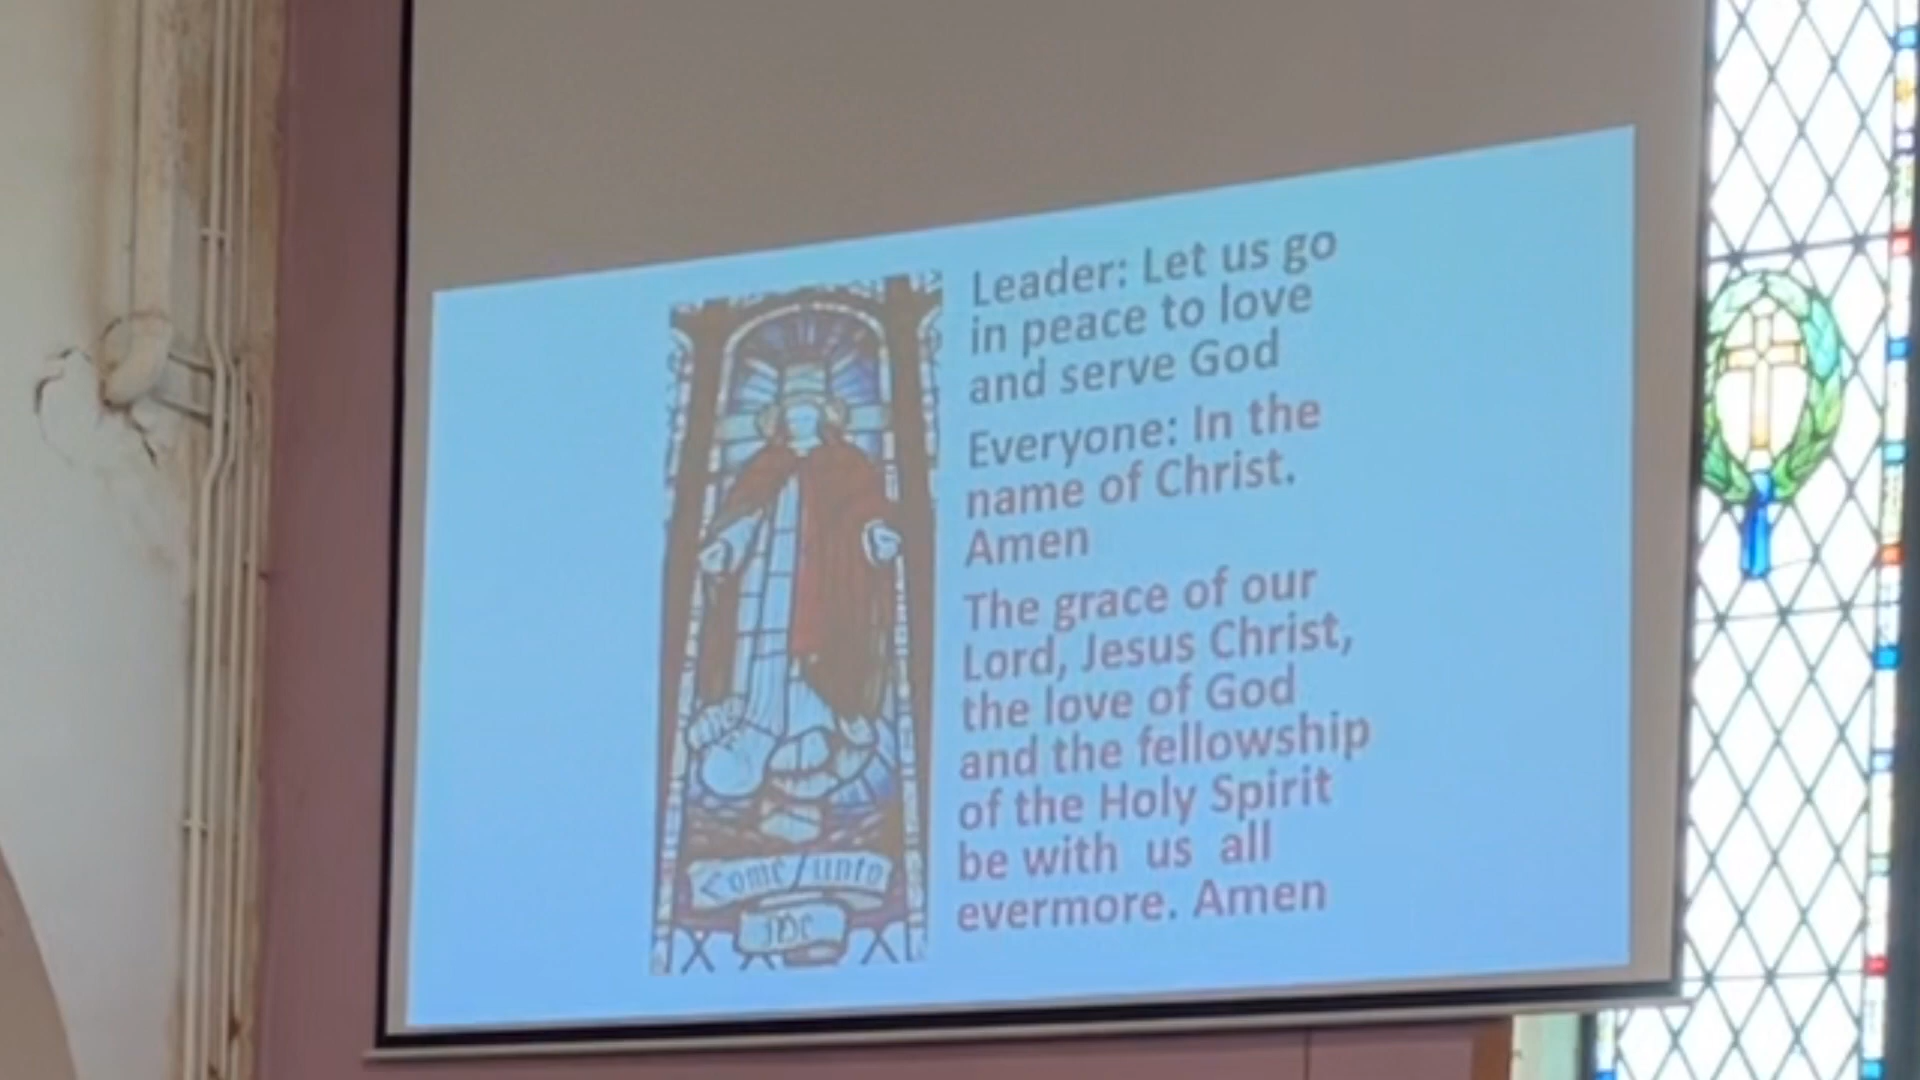 Leader: Let us go
in peace to love
and serve God
Everyone: In the
name of Christ.
Amen
The grace of our
Lord, Jesus Christ,
the love of God
and the fellowship
of the Holy Spirit
be with us all
evermore. Amen
Come unto
Me